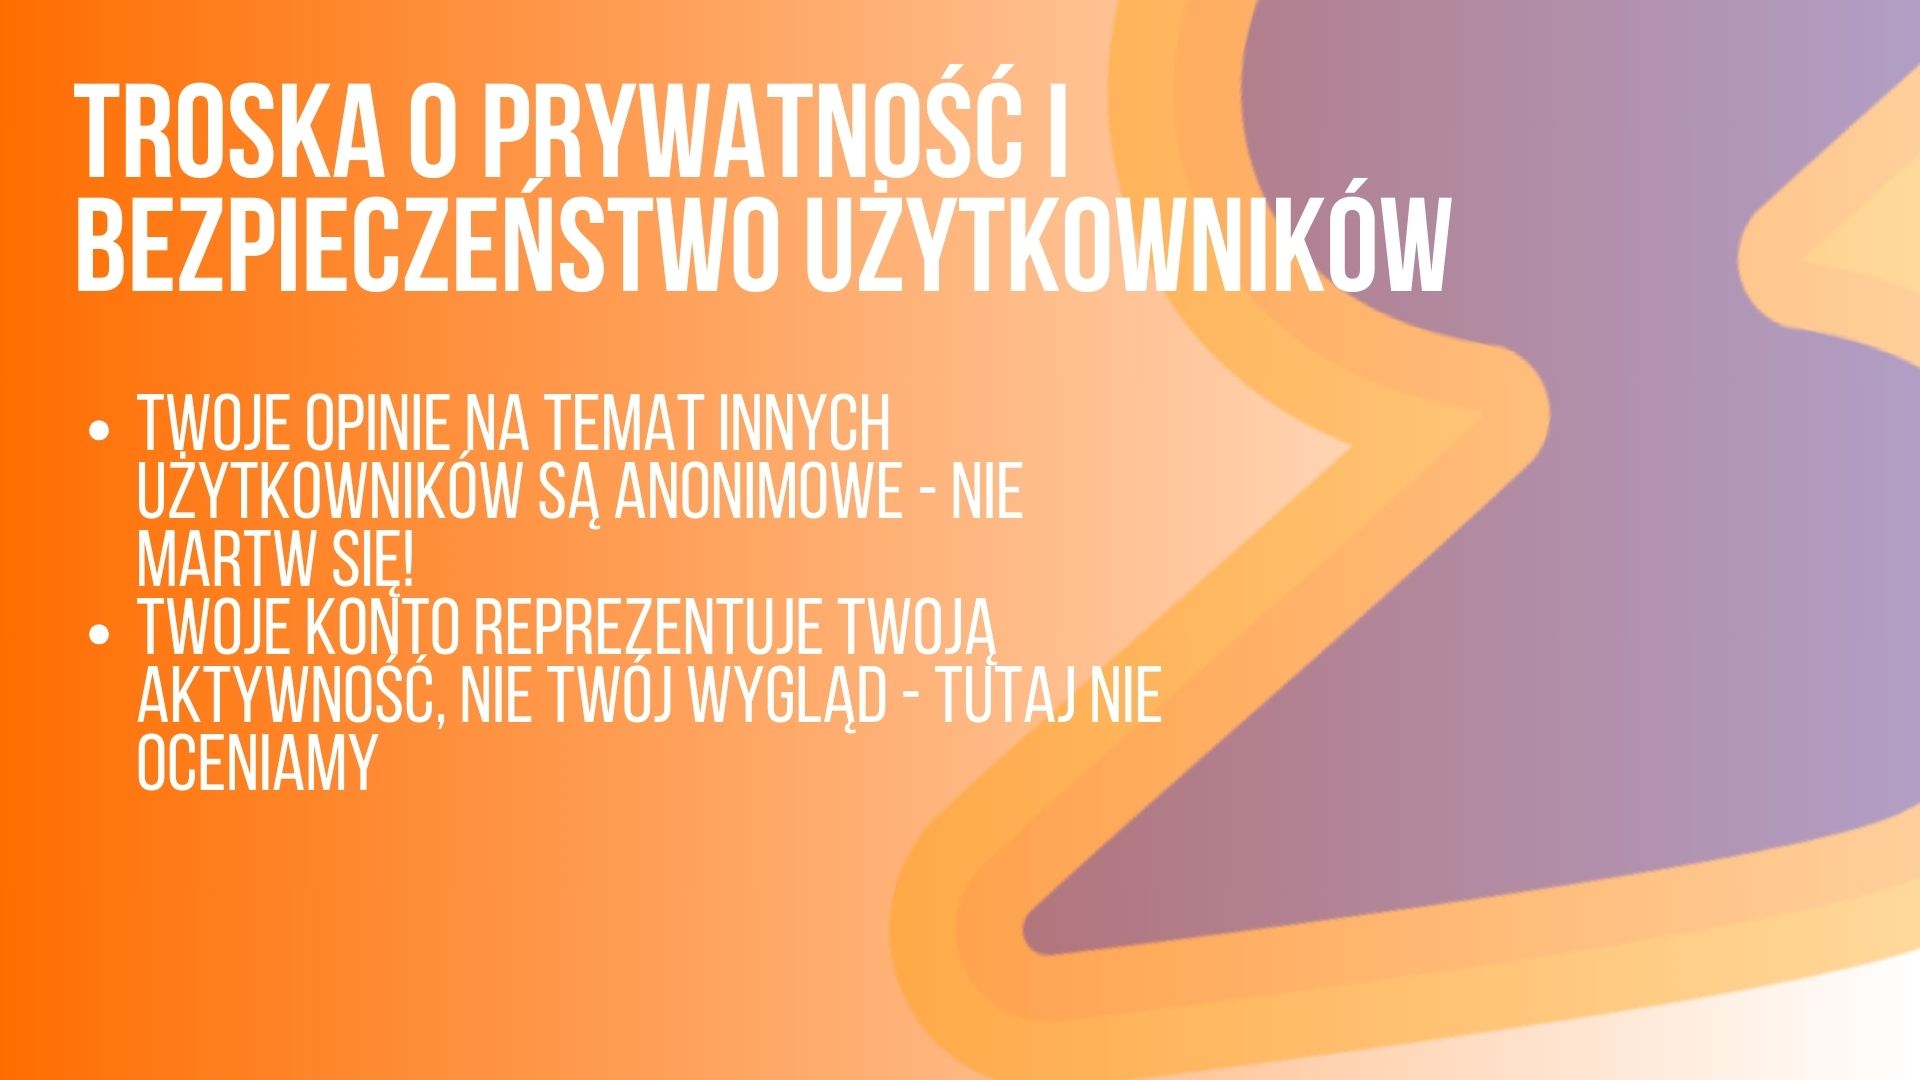 TROSKA O PRYWATNOŚĆ I
BEZPIECZEŃSTWO UŻYTKOWNIKÓW
• TWOJE OPINIE NA TEMAT INNYCH
UŻYTKOWNIKÓW SĄ ANONIMOWE - NIE
MARTW SIĘ!
• TWOJE KONTO REPREZENTUJE TWOJĄ
AKTYWNOŚĆ, NIE TWÓJ WYGLĄD - TUTAJ NIE
OCENIAMY